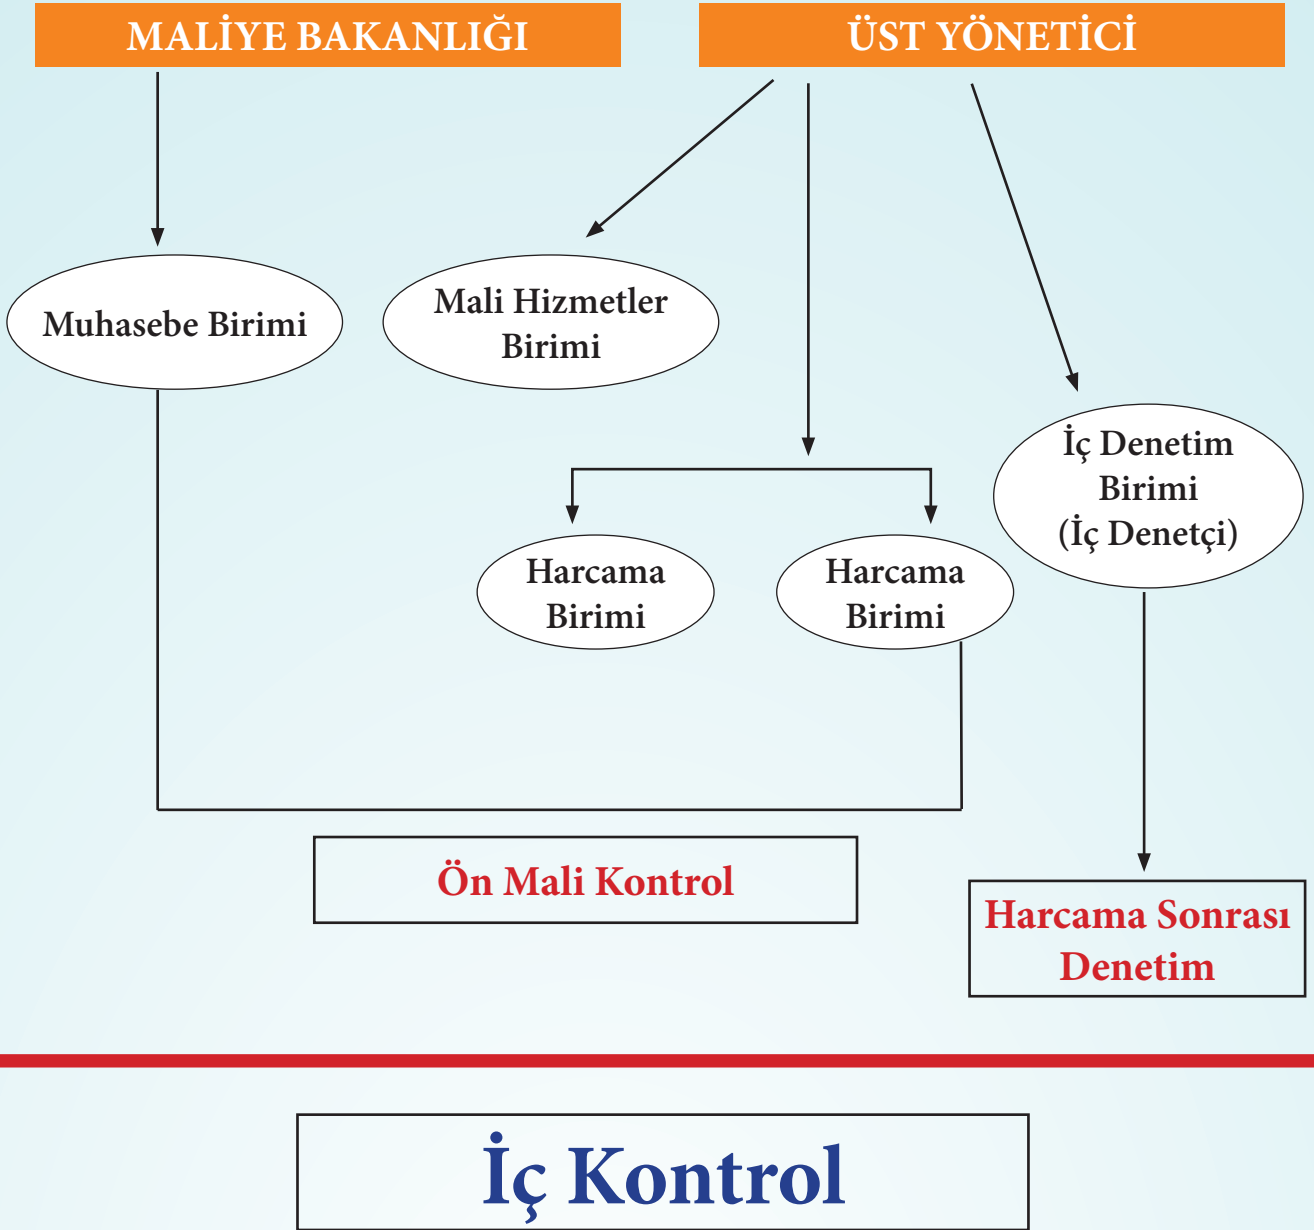 MALİYE BAKANLIĞI
ÜST YÖNETİCİ
Muhasebe Birimi
Mali Hizmetler
Birimi
İç Denetim
Birimi
(İç Denetçi)
Harcama
Birimi
Harcama
Birimi
Ön Mali Kontrol
Harcama Sonrası
Denetim
İç Kontrol